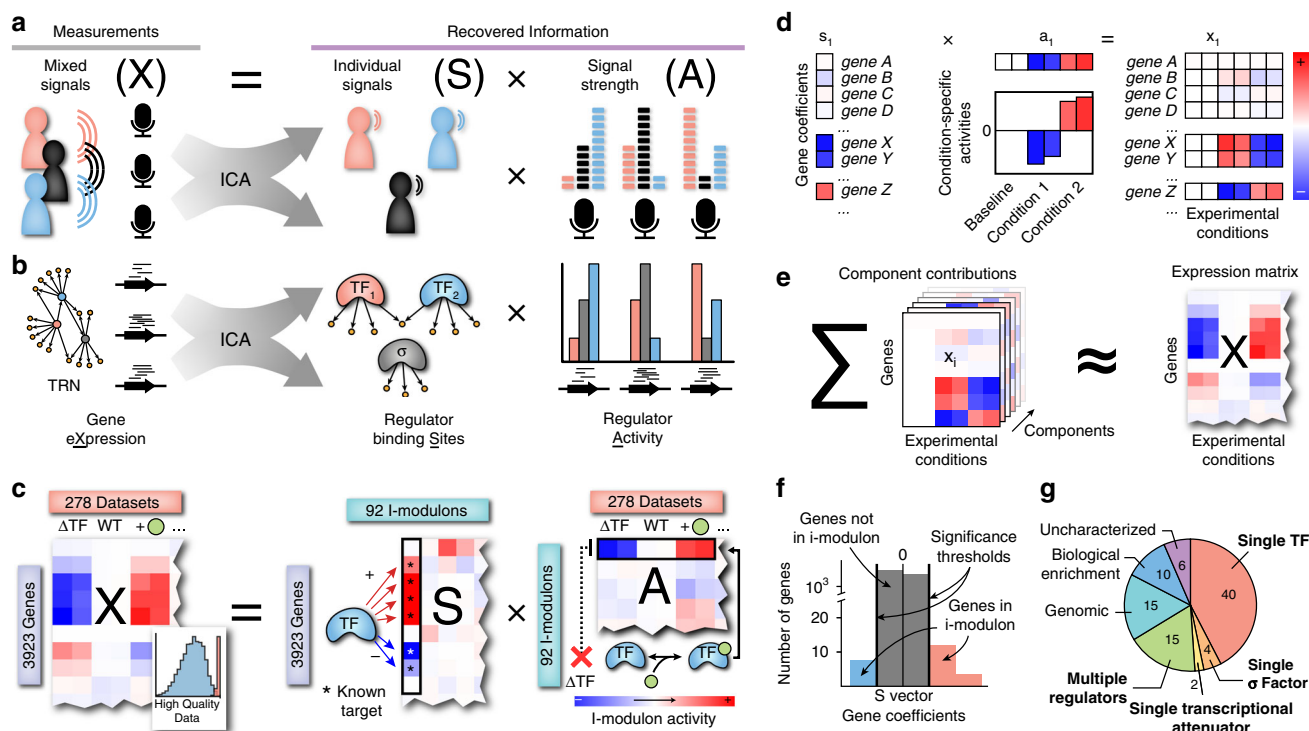 a
Measurements
Recovered Information
Mixed
signals
(X)
=
Individual
signals
(S)
×
Signal
strength
(A)
ICA
×
b
TRN
Gene
eXpression
ICA
TF1
TF2
σ
Regulator
binding Sites
×
Regulator
Activity
c
278 Datasets
ΔTF WT + ...
3923 Genes
X
High Quality
Data
=
92 I-modulons
3923 Genes
TF
+
–
* * * * *
S
* Known
target
×
278 Datasets
ΔTF WT + ...
92 I-modulons
A
ΔTF
TF
TF
– +
I-modulon activity
d
s1
×
a1
=
x1
Gene coefficients
gene A
gene B
gene C
gene D
...
gene X
gene Y
gene Z
...
Condition-specific
activities
0
Baseline
Condition 1
Condition 2
gene A
gene B
gene C
gene D
...
gene X
gene Y
gene Z
...
Experimental
conditions
+
–
e
Component contributions
∑
Genes
xi
Experimental
conditions
Components
≈
Expression matrix
Genes
X
Experimental
conditions
f
Genes not
in i-modulon
0
Significance
thresholds
Genes in
i-modulon
Number of genes
10³
20
10
S vector
Gene coefficients
g
Uncharacterized
6
Biological
enrichment
10
Genomic
15
Multiple
regulators
15
Single transcriptional
attenuator
2
Single
σ Factor
4
Single TF
40